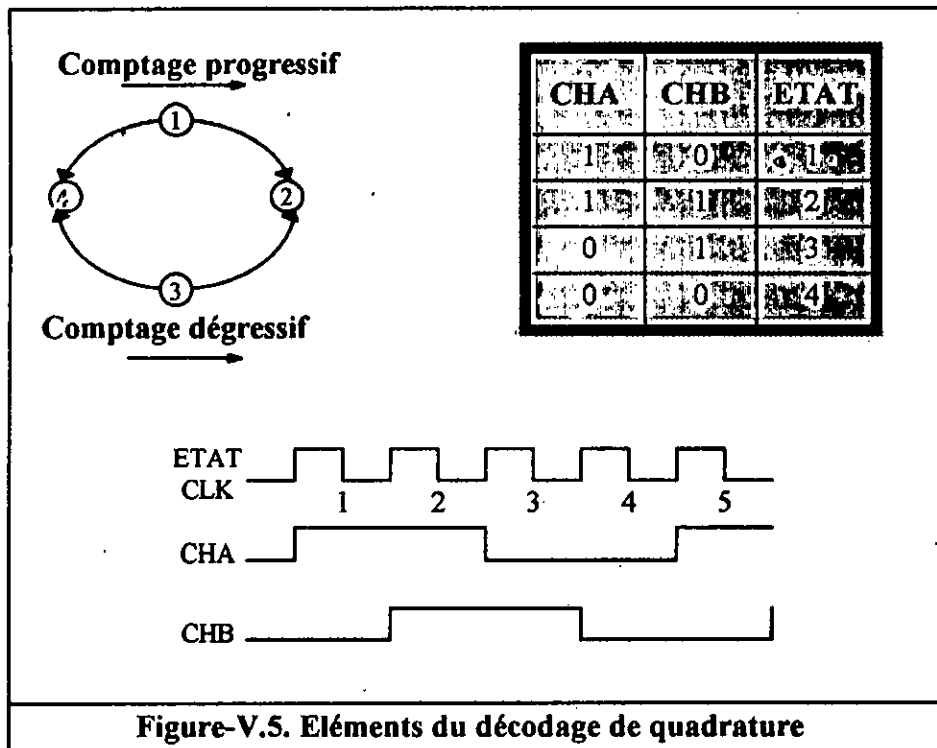 Comptage progressif
1
4
2
3
Comptage dégressif
CHA CHB ETAT
1 0 1
1 1 2
0 1 3
0 0 4
ETAT
CLK
1 2 3 4 5
CHA
CHB
Figure-V.5. Eléments du décodage de quadrature